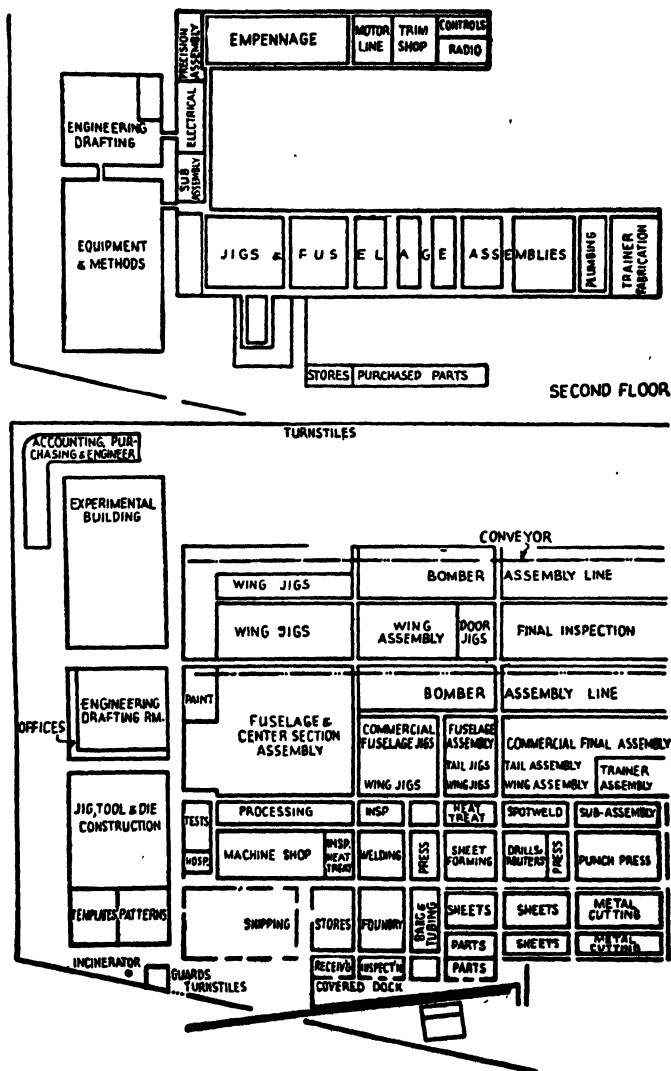 PRECISION
ASSEMBLY
EMPENNAGE
MOTOR
LINE
TRIM
SHOP
CONTROLS
RADIO
ENGINEERING
DRAFTING
ELECTRICAL
SUB
ASSEMBLY
EQUIPMENT
& METHODS
JIGS & FUSELAGE ASSEMBLIES
PLUMBING
TRAINER
FABRICATION
STORES
PURCHASED PARTS
SECOND FLOOR
TURNSTILES
ACCOUNTING, PUR-
CHASING & ENGINEER
EXPERIMENTAL
BUILDING
CONVEYOR
WING JIGS
BOMBER ASSEMBLY LINE
WING JIGS
WING
ASSEMBLY
DOOR
JIGS
FINAL INSPECTION
ENGINEERING
DRAFTING RM.
OFFICES
PAINT
BOMBER ASSEMBLY LINE
FUSELAGE &
CENTER SECTION
ASSEMBLY
COMMERCIAL
FUSELAGE JIGS
WING JIGS
FUSELAGE
ASSEMBLY
TAIL JIGS
WING JIGS
COMMERCIAL FINAL ASSEMBLY
TAIL ASSEMBLY
WING ASSEMBLY
TRAINER
ASSEMBLY
JIG, TOOL & DIE
CONSTRUCTION
TESTS
PROCESSING
INSP
HEAT
TREAT
SPOTWELD
SUB-ASSEMBLY
HOSP.
MACHINE SHOP
INSP.
HEAT
TREAT
WELDING
PRESS
SHEET
FORMING
DRILLS
ROUTERS
PRESS
PUNCH PRESS
TEMPLATES
PATTERNS
SHIPPING
STORES
FOUNDRY
BAR &
TUBING
SHEETS
SHEETS
METAL
CUTTING
PARTS
SHEETS
METAL
CUTTING
INCINERATOR
GUARDS
TURNSTILES
RECEIV'G
INSPECT'N
PARTS
COVERED DOCK